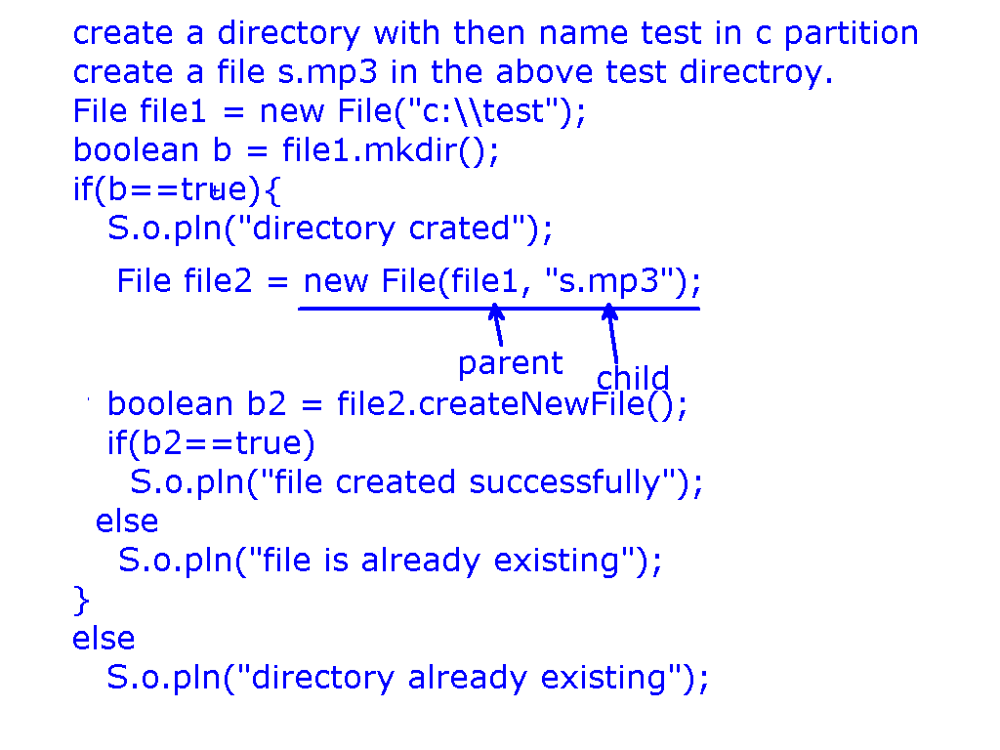 create a directory with then name test in c partition
create a file s.mp3 in the above test directroy.
File file1 = new File("c:\\test");
boolean b = file1.mkdir();
if(b==true){
S.o.pln("directory crated");
File file2 = new File(file1, "s.mp3");
parent
child
boolean b2 = file2.createNewFile();
if(b2==true)
S.o.pln("file created successfully");
else
S.o.pln("file is already existing");
}
else
S.o.pln("directory already existing");